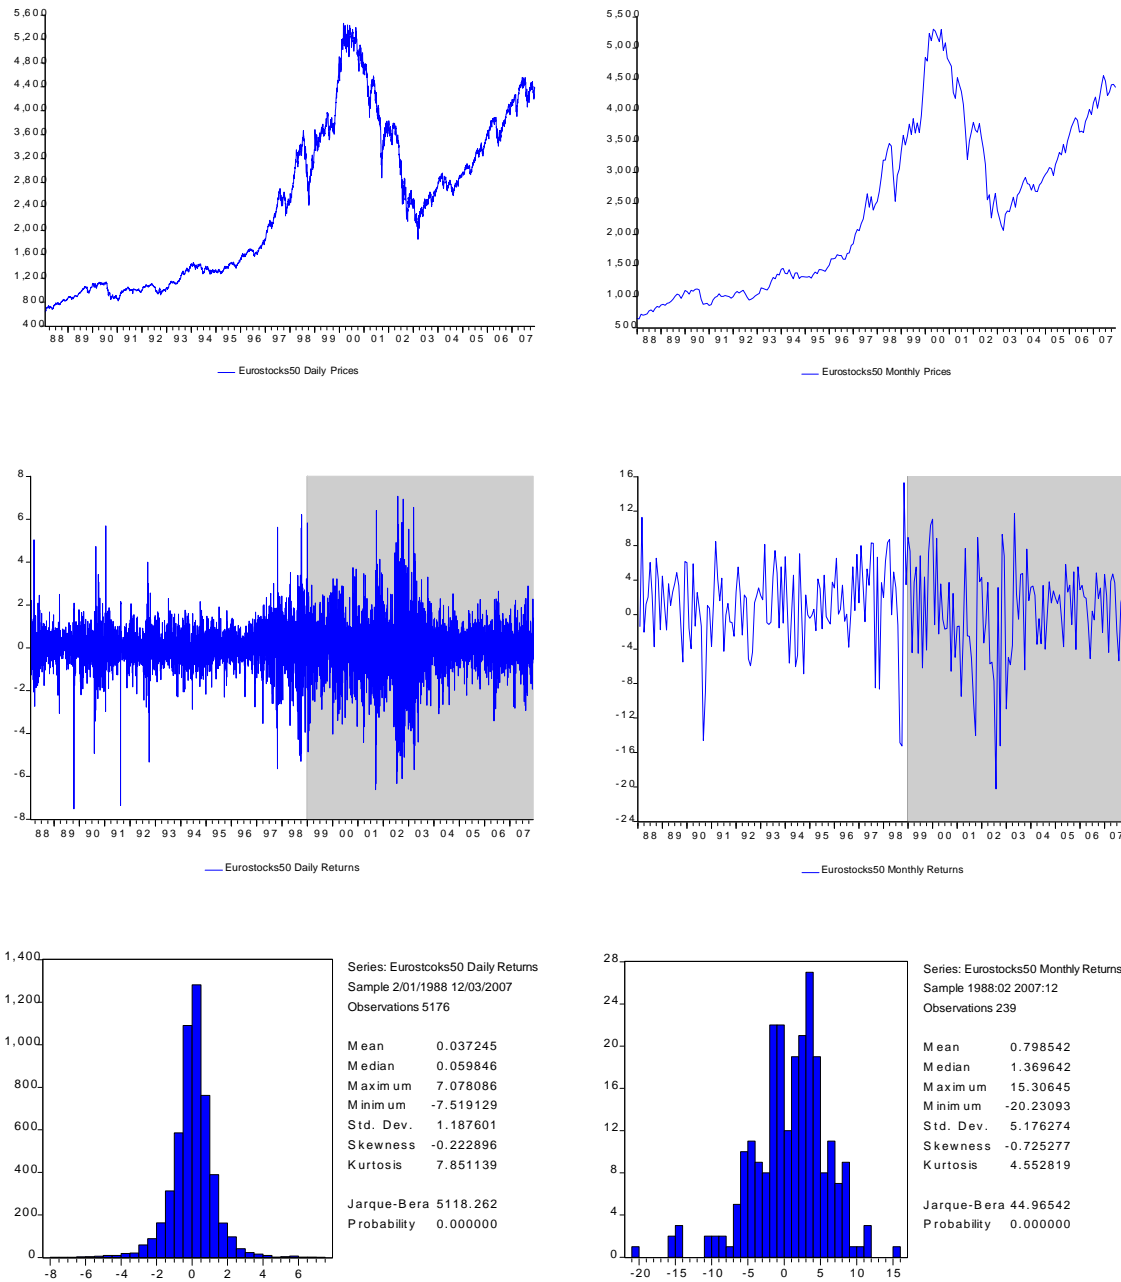 5,600
5,200
4,800
4,400
4,000
3,600
3,200
2,800
2,400
2,000
1,600
1,200
800
400
88 89 90 91 92 93 94 95 96 97 98 99 00 01 02 03 04 05 06 07
Eurostocks50 Daily Prices
5,500
5,000
4,500
4,000
3,500
3,000
2,500
2,000
1,500
1,000
500
88 89 90 91 92 93 94 95 96 97 98 99 00 01 02 03 04 05 06 07
Eurostocks50 Monthly Prices
8
6
4
2
0
-2
-4
-6
-8
88 89 90 91 92 93 94 95 96 97 98 99 00 01 02 03 04 05 06 07
Eurostocks50 Daily Returns
16
12
8
4
0
-4
-8
-12
-16
-20
-24
88 89 90 91 92 93 94 95 96 97 98 99 00 01 02 03 04 05 06 07
Eurostocks50 Monthly Returns
1,400
1,200
1,000
800
600
400
200
0
-8 -6 -4 -2 0 2 4 6
Series: Eurostcoks50 Daily Returns
Sample 2/01/1988 12/03/2007
Observations 5176
Mean 0.037245
Median 0.059846
Maximum 7.078086
Minimum -7.519129
Std. Dev. 1.187601
Skewness -0.222896
Kurtosis 7.851139
Jarque-Bera 5118.262
Probability 0.000000
28
24
20
16
12
8
4
0
-20 -15 -10 -5 0 5 10 15
Series: Eurostocks50 Monthly Returns
Sample 1988:02 2007:12
Observations 239
Mean 0.798542
Median 1.369642
Maximum 15.30645
Minimum -20.23093
Std. Dev. 5.176274
Skewness -0.725277
Kurtosis 4.552819
Jarque-Bera 44.96542
Probability 0.000000